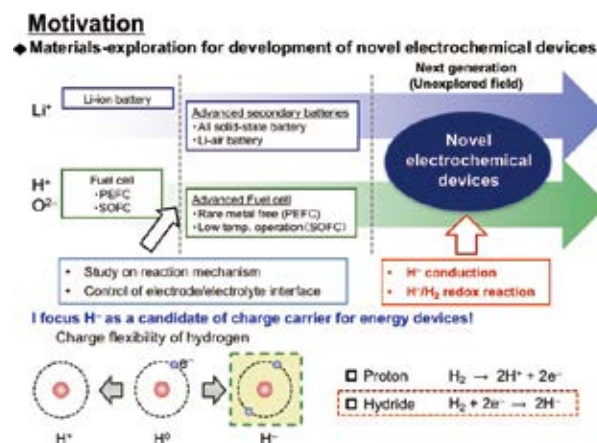 Motivation
◆ Materials-exploration for development of novel electrochemical devices
Next generation
(Unexplored field)
Li⁺
Li-ion battery
Advanced secondary batteries
・All solid-state battery
・Li-air battery
Novel
electrochemical
devices
H⁺
O²⁻
Fuel cell
・PEFC
・SOFC
Advanced Fuel cell
・Rare metal free (PEFC)
・Low temp. operation(SOFC)
• Study on reaction mechanism
• Control of electrode/electrolyte interface
• H⁻ conduction
• H⁻/H₂ redox reaction
I focus H⁻ as a candidate of charge carrier for energy devices!
Charge flexibility of hydrogen
e⁻
H⁺
H⁰
H⁻
❑ Proton H₂ → 2H⁺ + 2e⁻
❑ Hydride H₂ + 2e⁻ → 2H⁻